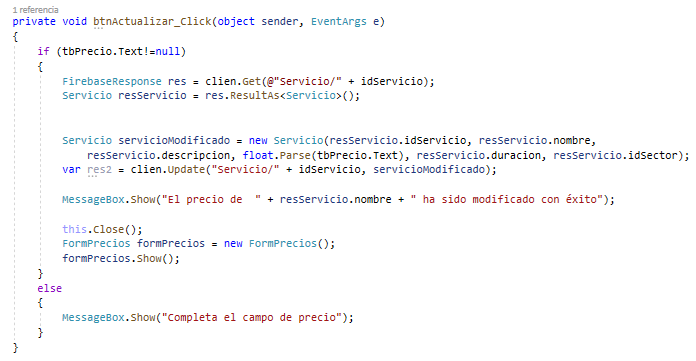 1 referencia
private void btnActualizar_Click(object sender, EventArgs e)
{
if (tbPrecio.Text!=null)
{
FirebaseResponse res = clien.Get(@"Servicio/" + idServicio);
Servicio resServicio = res.ResultAs<Servicio>();
Servicio servicioModificado = new Servicio(resServicio.idServicio, resServicio.nombre,
resServicio.descripcion, float.Parse(tbPrecio.Text), resServicio.duracion, resServicio.idSector);
var res2 = clien.Update("Servicio/" + idServicio, servicioModificado);
MessageBox.Show("El precio de  " + resServicio.nombre + " ha sido modificado con éxito");
this.Close();
FormPrecios formPrecios = new FormPrecios();
formPrecios.Show();
}
else
{
MessageBox.Show("Completa el campo de precio");
}
}